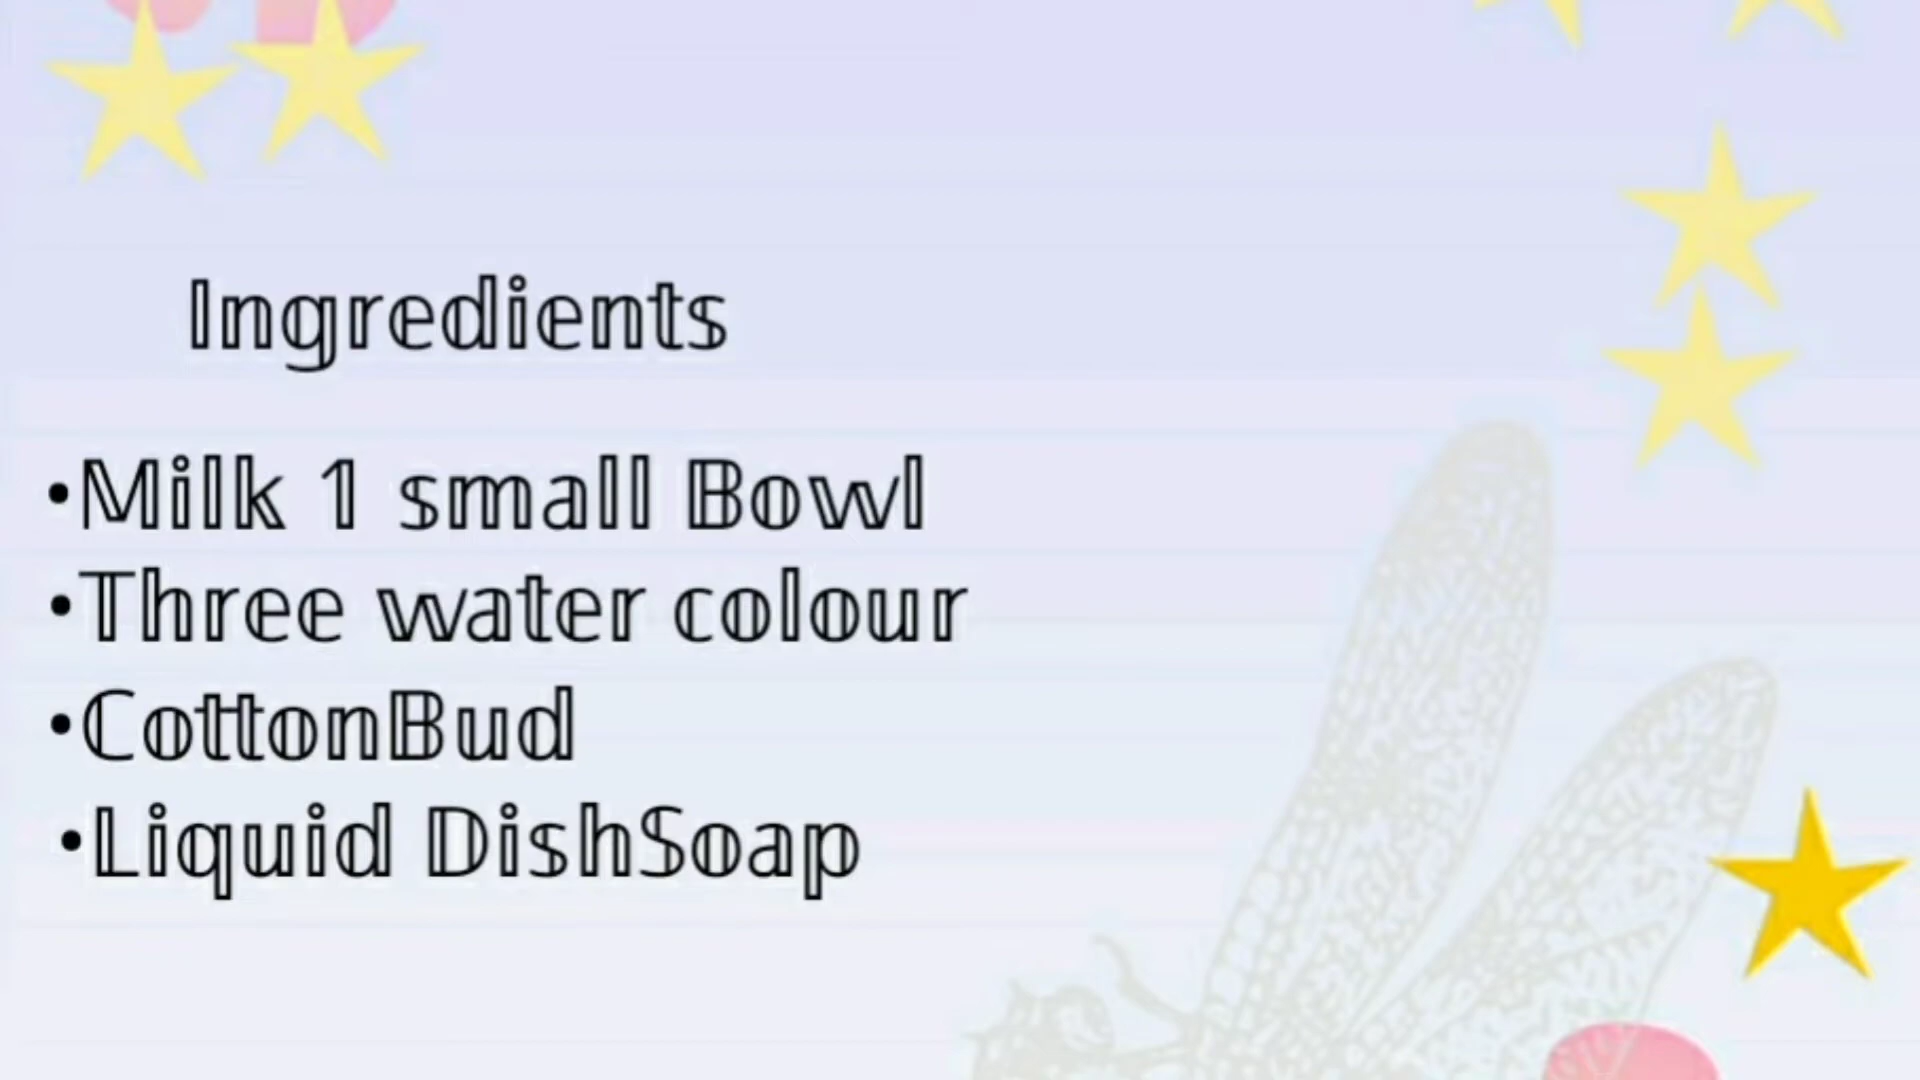 Ingredients
•Milk 1 small Bowl
•Three water colour
•CottonBud
•Liquid DishSoap